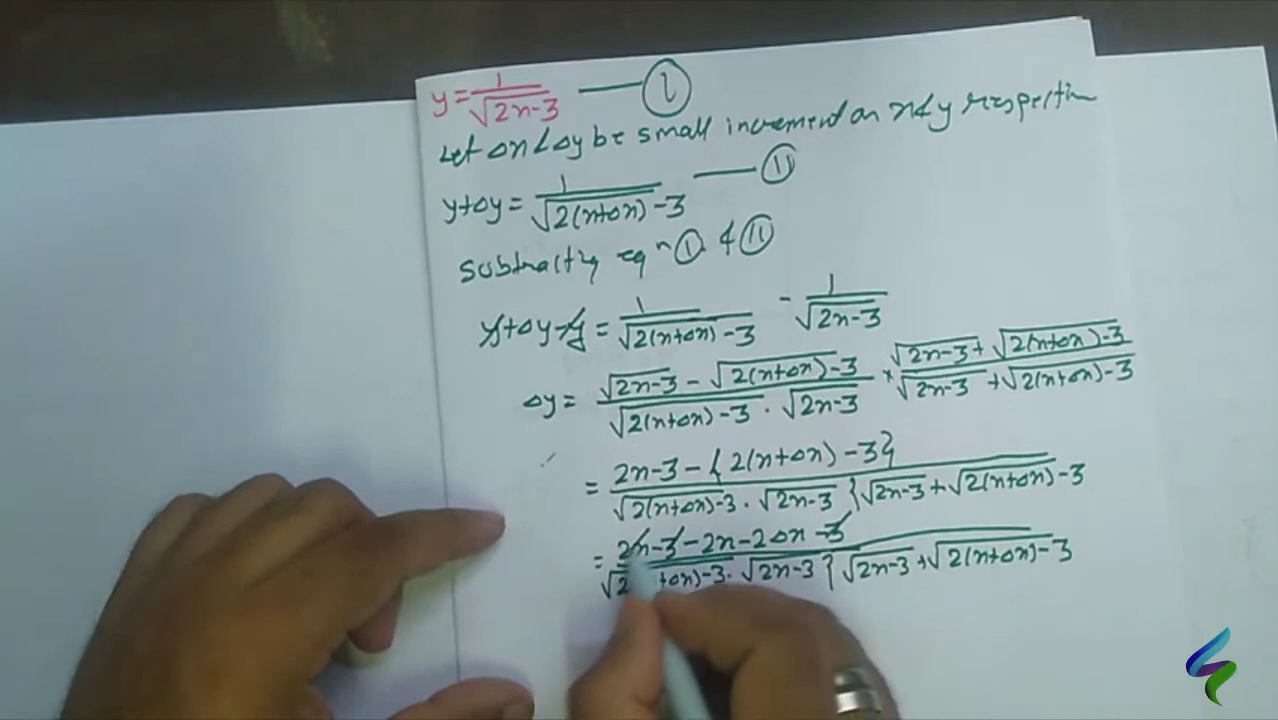 y = 1/√2x-3 —— (I)
Let Δx & Δy be small increment on x & y respective
y+Δy = 1/√2(x+Δx)-3 —— (II)
Subtracting eqⁿ (I) & (II)
y+Δy-y = 1/√2(x+Δx)-3 - 1/√2x-3
Δy = √2x-3 - √2(x+Δx)-3 / √2(x+Δx)-3 · √2x-3 × √2x-3 + √2(x+Δx)-3 / √2x-3 + √2(x+Δx)-3
= 2x-3-{2(x+Δx)-3} / √2(x+Δx)-3 · √2x-3 } √2x-3 + √2(x+Δx)-3
= 2x-3-2x-2Δx-3 / √2(x+Δx)-3 · √2x-3 } √2x-3 + √2(x+Δx)-3